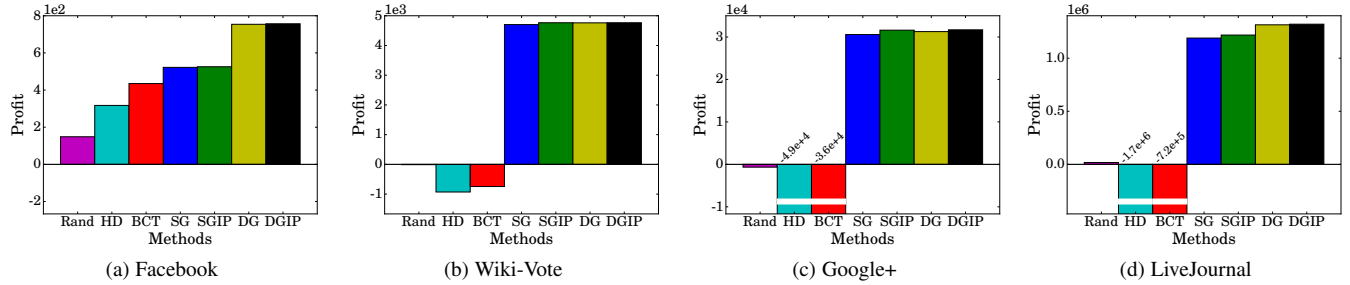 8e2
6
4
2
0
-2
Profit
Rand HD BCT SG SGIP DG DGIP
Methods
(a) Facebook
5 1e3
4
3
2
1
0
-1
Profit
Rand HD BCT SG SGIP DG DGIP
Methods
(b) Wiki-Vote
1e4
3
2
1
0
-1
Profit
-4.9e+4
-3.6e+4
Rand HD BCT SG SGIP DG DGIP
Methods
(c) Google+
1e6
1.2
0.6
0.0
Profit
-1.7e+6
-7.2e+5
Rand HD BCT SG SGIP DG DGIP
Methods
(d) LiveJournal